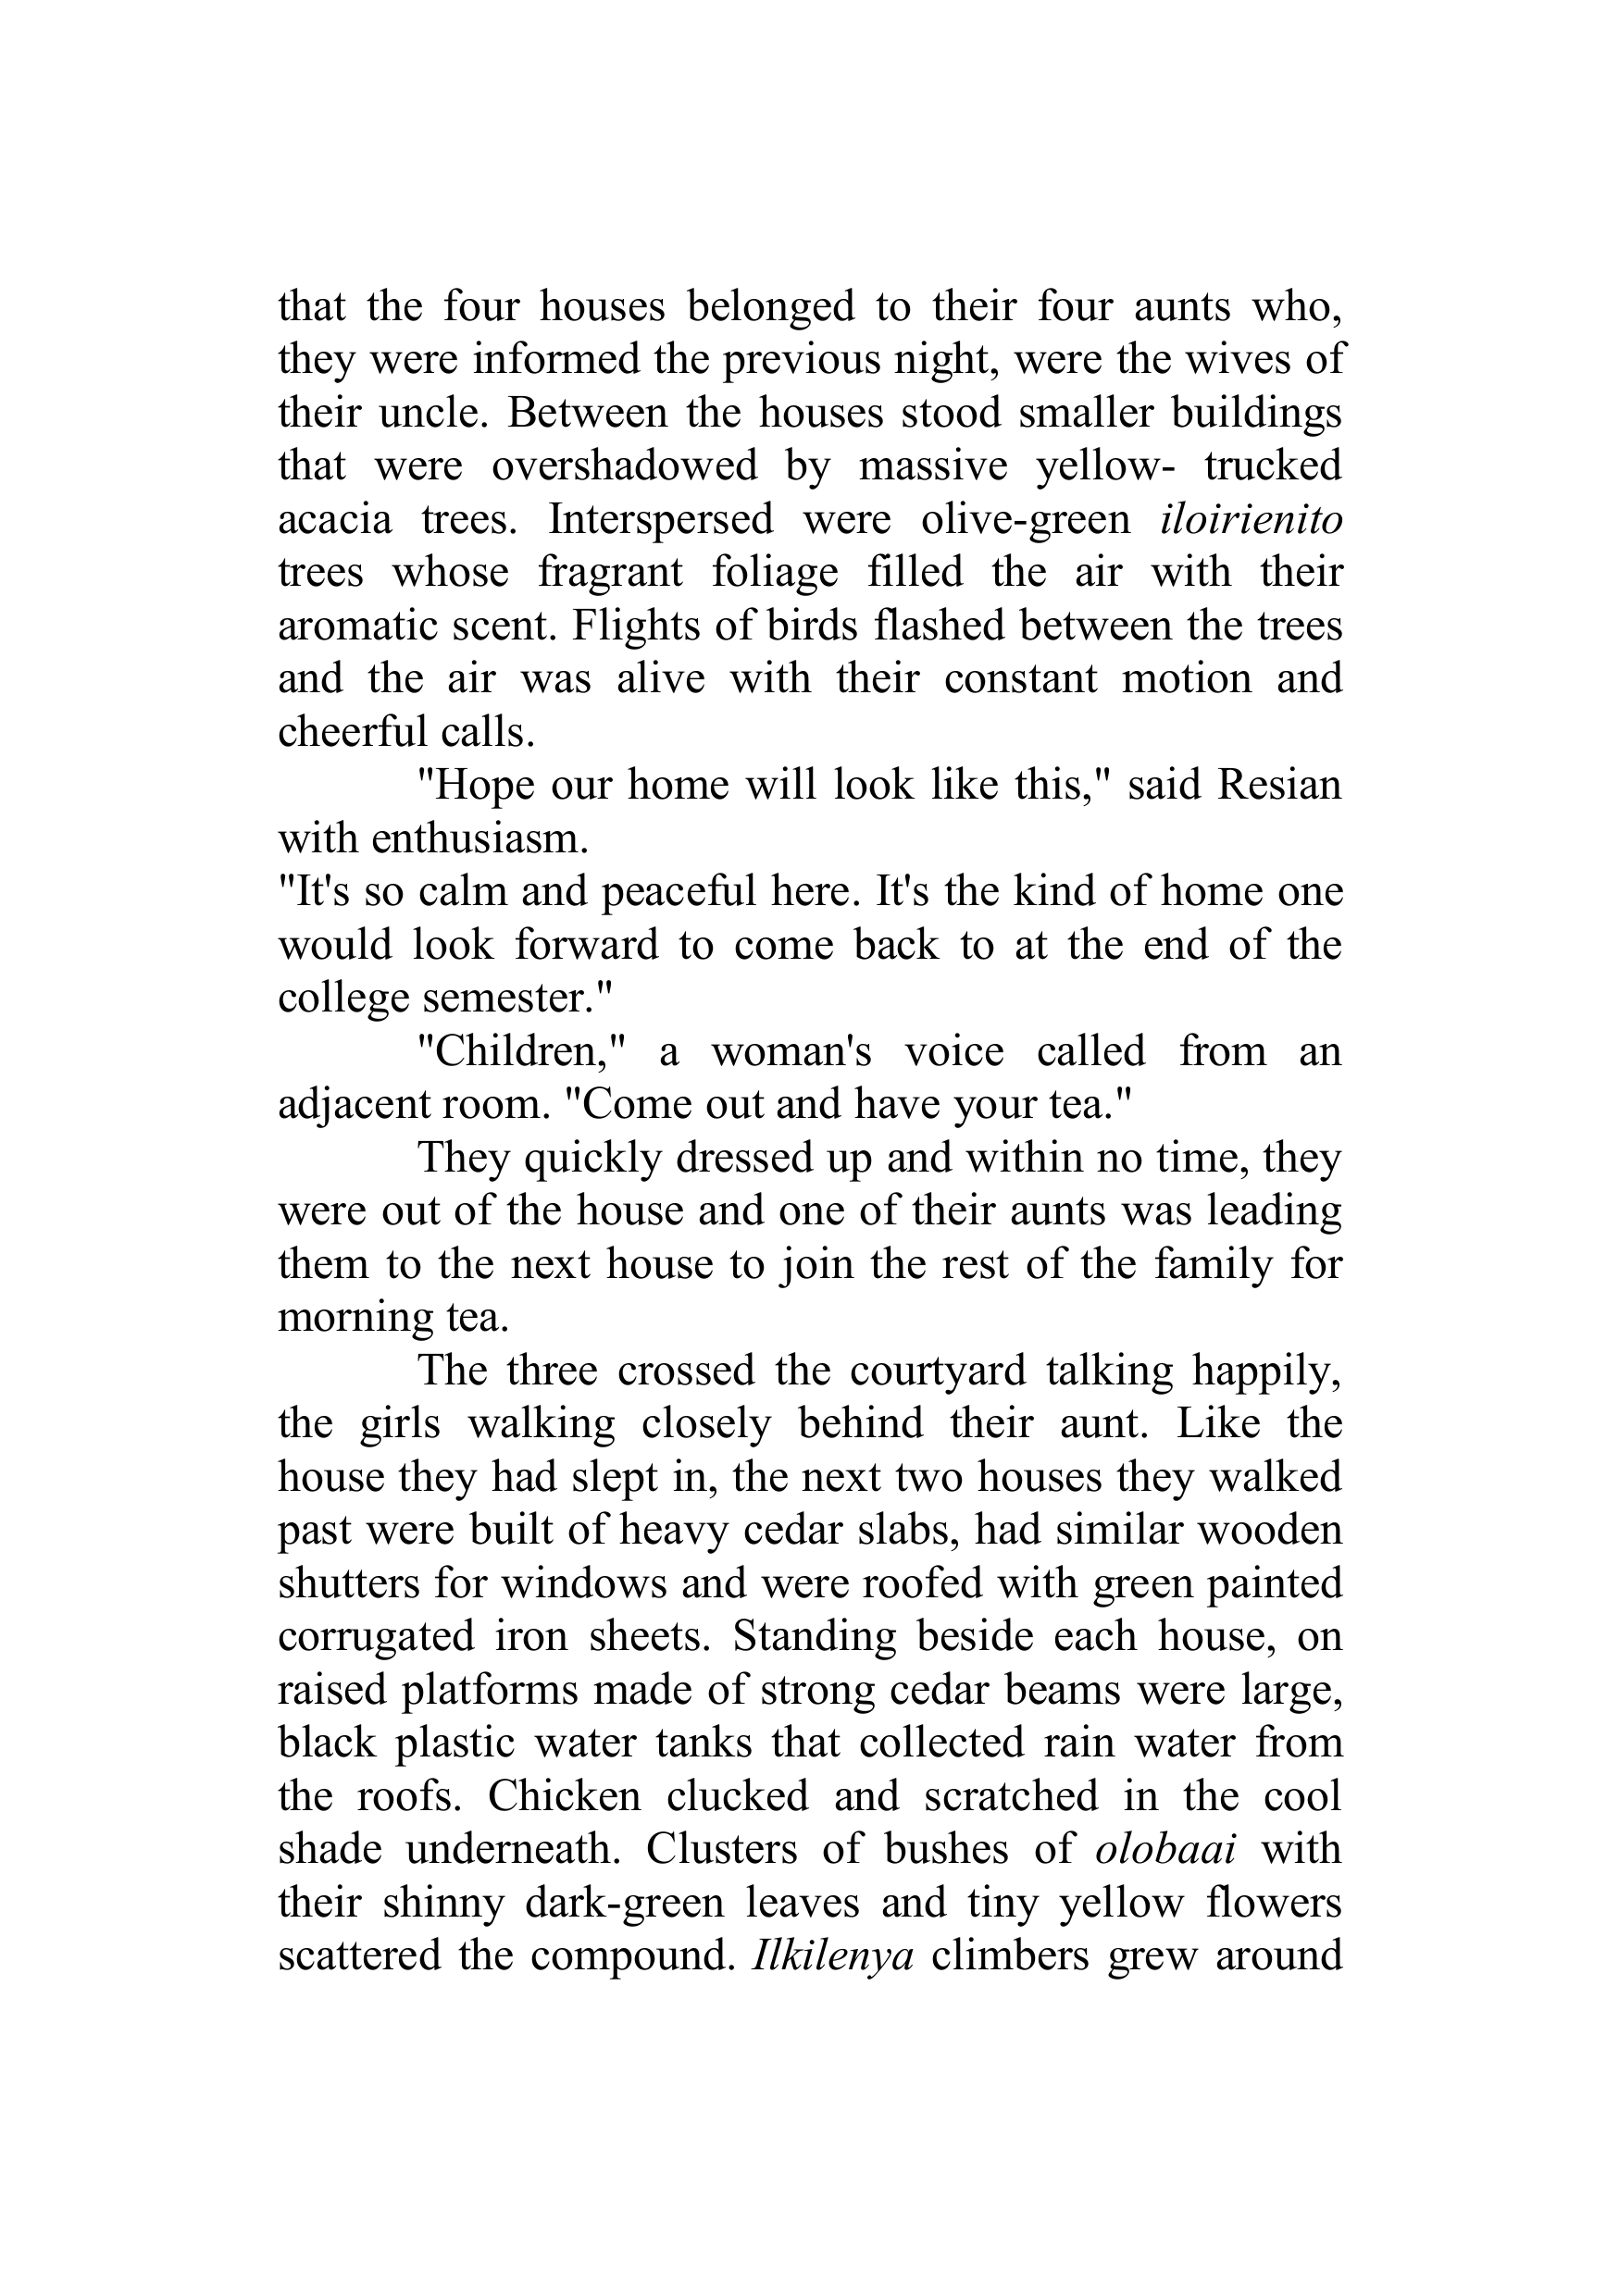 that the four houses belonged to their four aunts who,
they were informed the previous night, were the wives of
their uncle. Between the houses stood smaller buildings
that were overshadowed by massive yellow- trucked
acacia trees. Interspersed were olive-green iloirienito
trees whose fragrant foliage filled the air with their
aromatic scent. Flights of birds flashed between the trees
and the air was alive with their constant motion and
cheerful calls.
"Hope our home will look like this," said Resian
with enthusiasm.
"It's so calm and peaceful here. It's the kind of home one
would look forward to come back to at the end of the
college semester."
"Children," a woman's voice called from an
adjacent room. "Come out and have your tea."
They quickly dressed up and within no time, they
were out of the house and one of their aunts was leading
them to the next house to join the rest of the family for
morning tea.
The three crossed the courtyard talking happily,
the girls walking closely behind their aunt. Like the
house they had slept in, the next two houses they walked
past were built of heavy cedar slabs, had similar wooden
shutters for windows and were roofed with green painted
corrugated iron sheets. Standing beside each house, on
raised platforms made of strong cedar beams were large,
black plastic water tanks that collected rain water from
the roofs. Chicken clucked and scratched in the cool
shade underneath. Clusters of bushes of olobaai with
their shinny dark-green leaves and tiny yellow flowers
scattered the compound. Ilkilenya climbers grew around